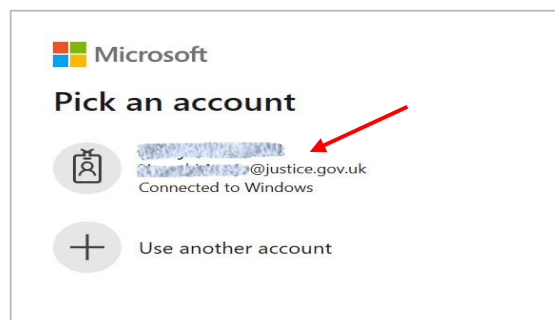 Microsoft
Pick an account
@justice.gov.uk
Connected to Windows
Use another account